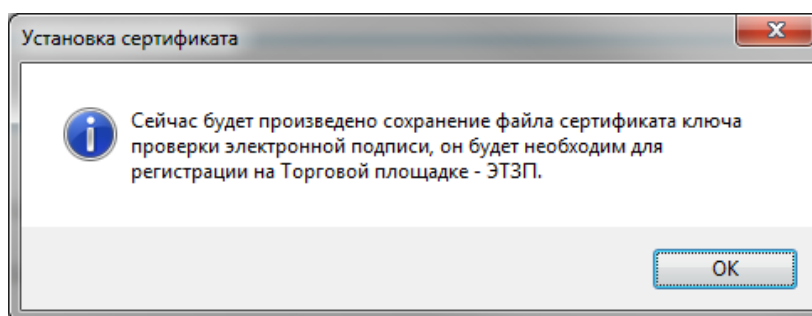 Установка сертификата
Сейчас будет произведено сохранение файла сертификата ключа
проверки электронной подписи, он будет необходим для
регистрации на Торговой площадке - ЭТЗП.
OK